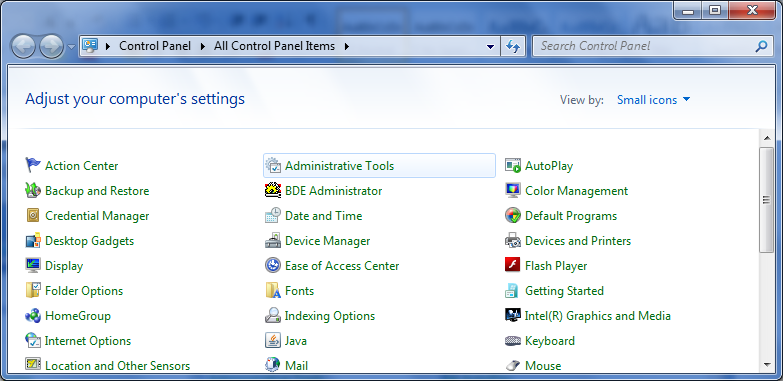 Control Panel All Control Panel Items Search Control Panel
Adjust your computer's settings View by: Small icons
Action Center Administrative Tools AutoPlay
Backup and Restore BDE Administrator Color Management
Credential Manager Date and Time Default Programs
Desktop Gadgets Device Manager Devices and Printers
Display Ease of Access Center Flash Player
Folder Options Fonts Getting Started
HomeGroup Indexing Options Intel(R) Graphics and Media
Internet Options Java Keyboard
Location and Other Sensors Mail Mouse